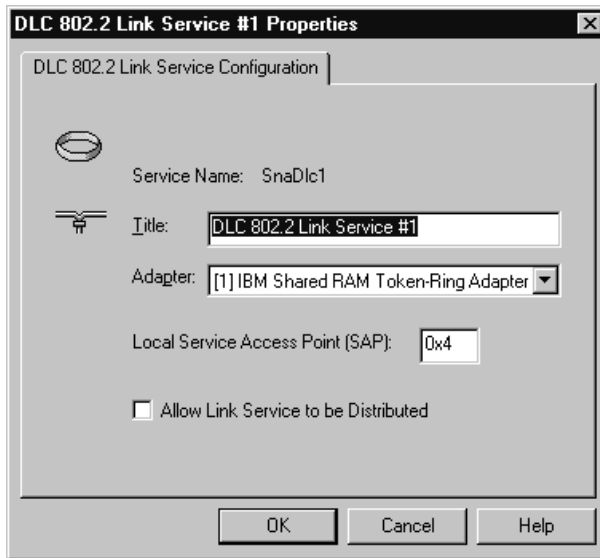 DLC 802.2 Link Service #1 Properties
DLC 802.2 Link Service Configuration
Service Name: SnaDlc1
Title: DLC 802.2 Link Service #1
Adapter: [1] IBM Shared RAM Token-Ring Adapter
Local Service Access Point (SAP): 0x4
Allow Link Service to be Distributed
OK Cancel Help